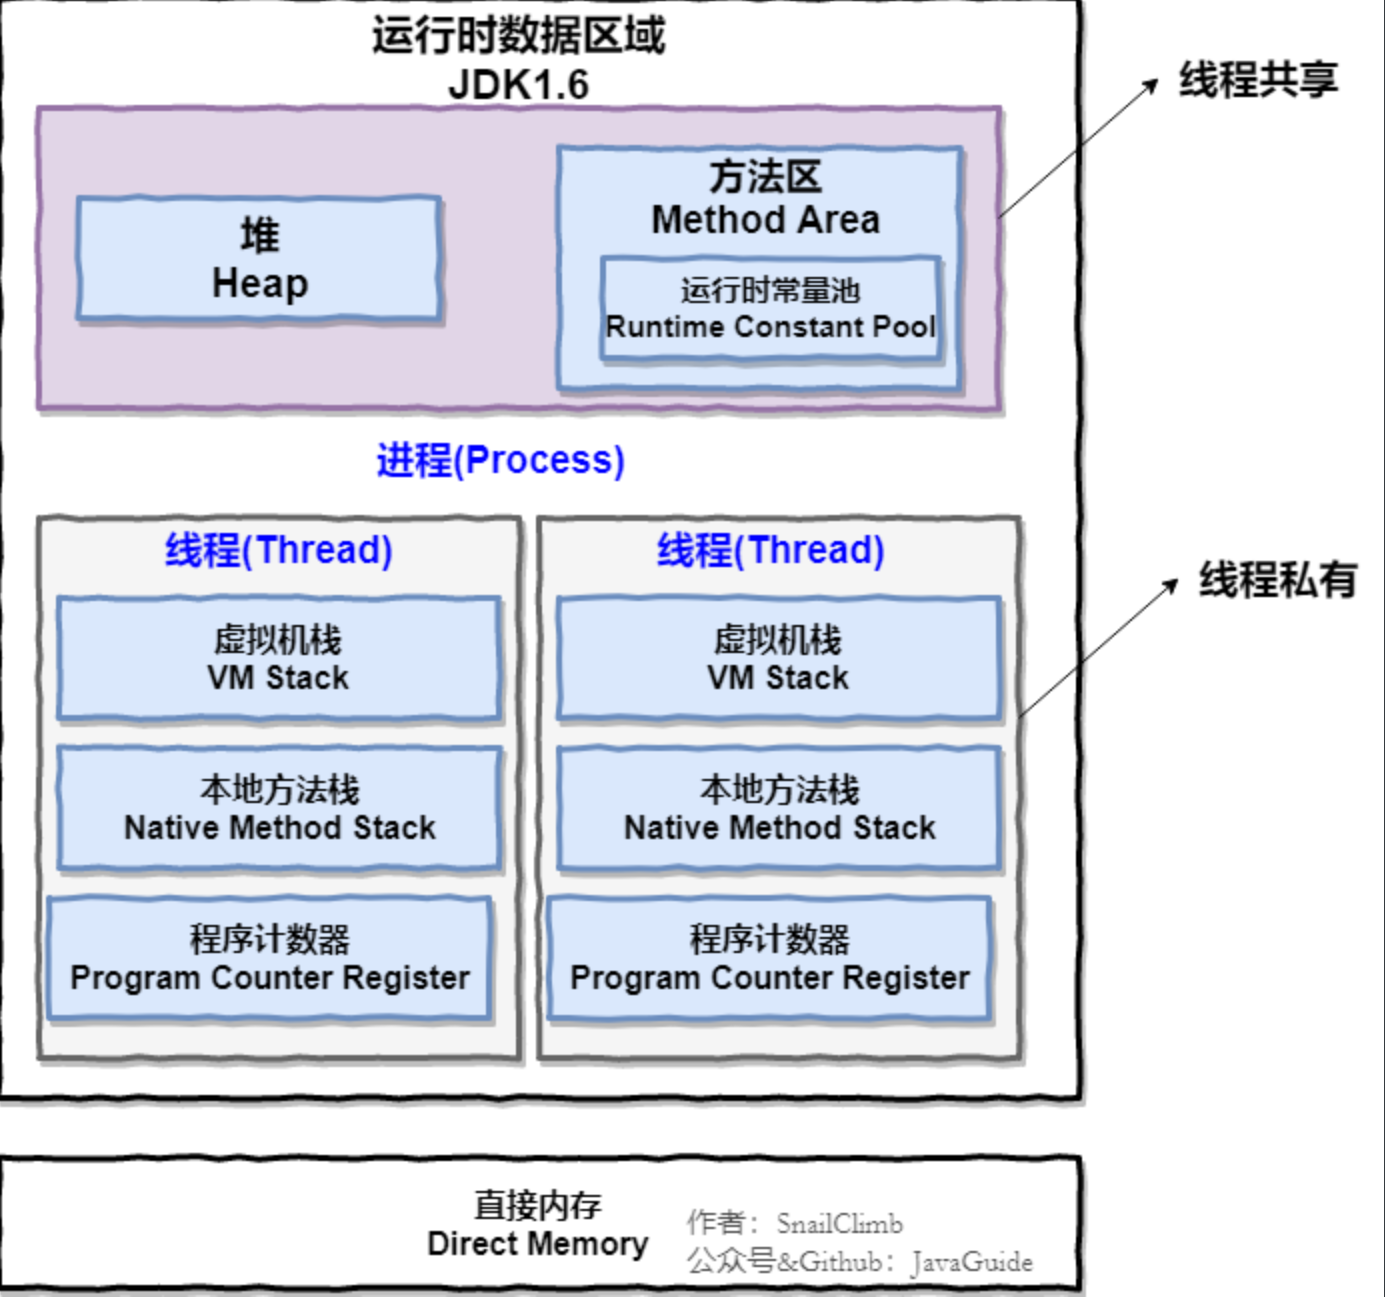 运行时数据区域
JDK1.6
线程共享
堆
Heap
方法区
Method Area
运行时常量池
Runtime Constant Pool
进程(Process)
线程(Thread)
虚拟机栈
VM Stack
本地方法栈
Native Method Stack
程序计数器
Program Counter Register
线程(Thread)
虚拟机栈
VM Stack
本地方法栈
Native Method Stack
程序计数器
Program Counter Register
线程私有
直接内存
Direct Memory
作者：SnailClimb
公众号&Github：JavaGuide